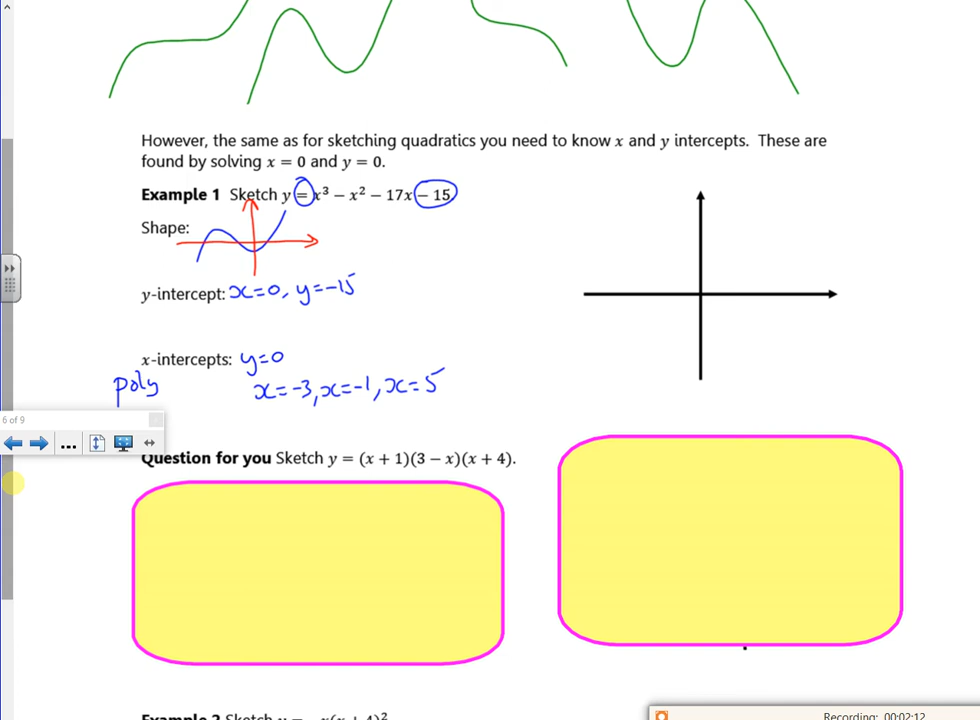 However, the same as for sketching quadratics you need to know x and y intercepts. These are
found by solving x = 0 and y = 0.
Example 1 Sketch y = x³ − x² − 17x − 15
Shape:
y-intercept: x=0, y=-15
x-intercepts: y=0
poly x=-3, x=-1, x=5
6 of 9
Question for you Sketch y = (x + 1)(3 − x)(x + 4).
Recording: 00:02:12